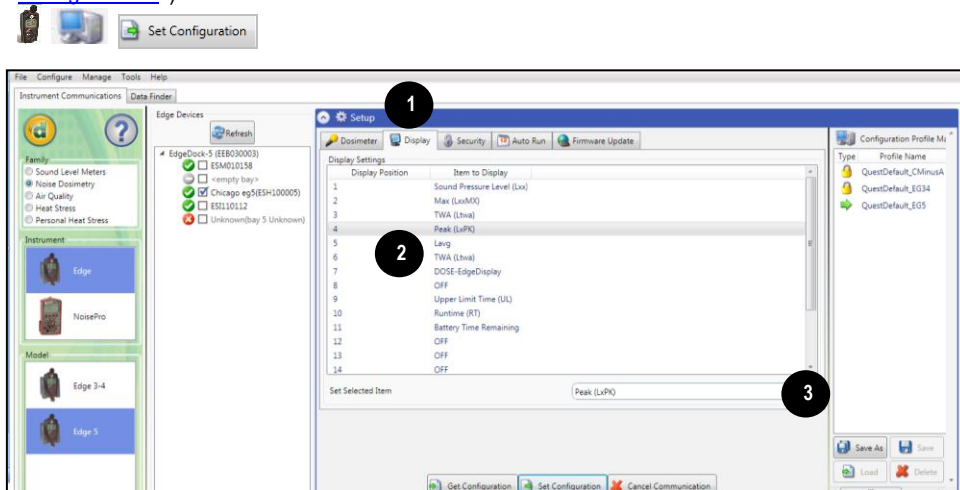 Set Configuration
File Configure Manage Tools Help
Instrument Communications Data Finder
1
Edge Devices
Refresh
EdgeDock-5 (EEB030003)
ESM010158
<empty bay>
Chicago eg5(ESH100005)
ESI110112
Unknown(bay 5 Unknown)
Family
Sound Level Meters
Noise Dosimetry
Air Quality
Heat Stress
Personal Heat Stress
Instrument
Edge
NoisePro
Model
Edge 3-4
Edge 5
Setup
Dosimeter Display Security Auto Run Firmware Update
Display Settings
Display Position Item to Display
1 Sound Pressure Level (Lxx)
2 Max (LxxMX)
3 TWA (Ltwa)
4 Peak (LxPK)
5 Lavg
6 TWA (Ltwa)
7 DOSE-EdgeDisplay
8 OFF
9 Upper Limit Time (UL)
10 Runtime (RT)
11 Battery Time Remaining
12 OFF
13 OFF
14 OFF
2
Set Selected Item Peak (LxPK)
3
Get Configuration Set Configuration Cancel Communication
Configuration Profile Ma
Type Profile Name
QuestDefault_CMinusA
QuestDefault_EG34
QuestDefault_EG5
Save As Save
Load Delete